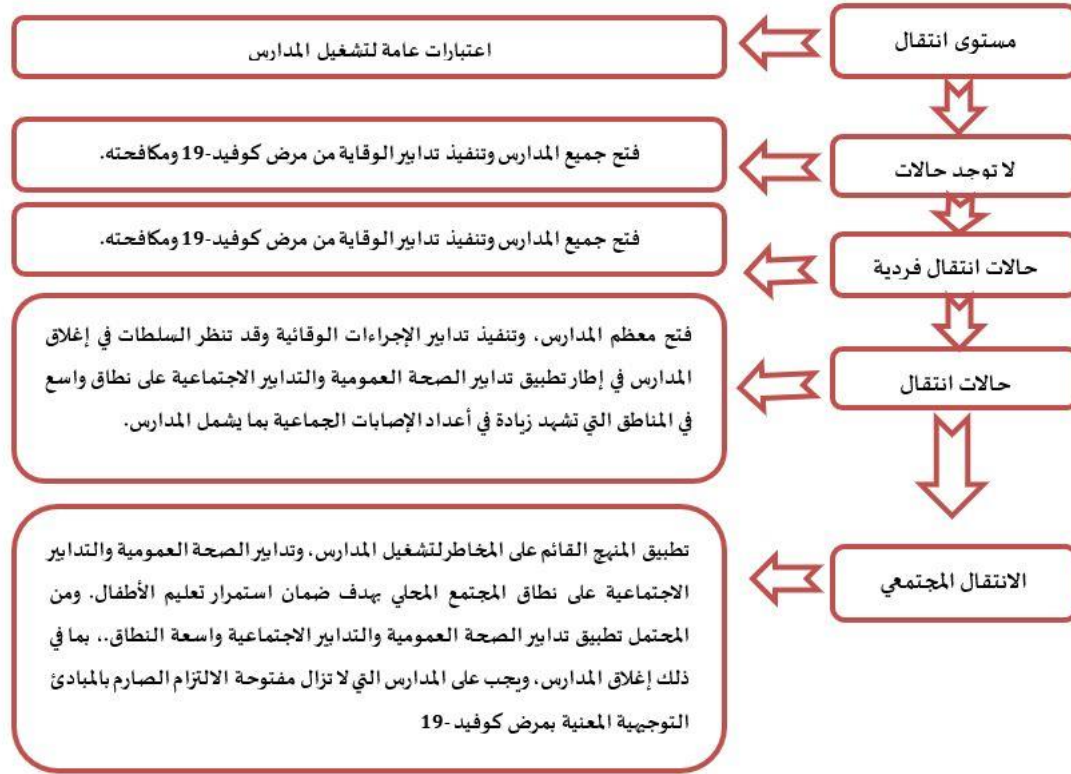 مستوى انتقال
اعتبارات عامة لتشغيل المدارس
لا توجد حالات
فتح جميع المدارس وتنفيذ تدابير الوقاية من مرض كوفيد-19 ومكافحته.
حالات انتقال فردية
فتح جميع المدارس وتنفيذ تدابير الوقاية من مرض كوفيد-19 ومكافحته.
حالات انتقال
فتح معظم المدارس، وتنفيذ تدابير الإجراءات الوقائية وقد تنظر السلطات في إغلاق
المدارس في إطار تطبيق تدابير الصحة العمومية والتدابير الاجتماعية على نطاق واسع
في المناطق التي تشهد زيادة في أعداد الإصابات الجماعية بما يشمل المدارس.
الانتقال المجتمعي
تطبيق المنهج القائم على المخاطر لتشغيل المدارس، وتدابير الصحة العمومية والتدابير
الاجتماعية على نطاق المجتمع المحلي بهدف ضمان استمرار تعليم الأطفال. ومن
المحتمل تطبيق تدابير الصحة العمومية والتدابير الاجتماعية واسعة النطاق.، بما في
ذلك إغلاق المدارس، ويجب على المدارس التي لا تزال مفتوحة الالتزام الصارم بالمبادئ
التوجيهية المعنية بمرض كوفيد -19